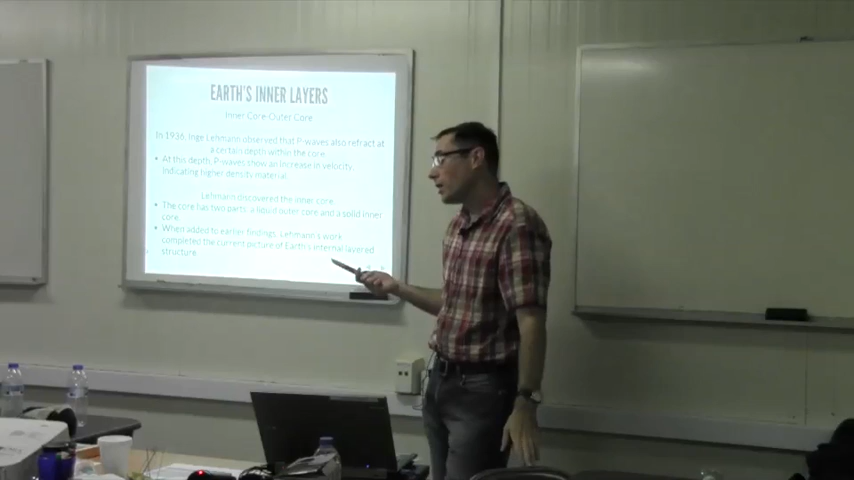 EARTH'S INNER LAYERS
Inner Core-Outer Core
In 1936, Inge Lehmann observed that P-waves also refract at
a certain depth within the core.
• At this depth, P-waves show an increase in velocity,
indicating higher density material.
Lehmann discovered the inner core.
• The core has two parts: a liquid outer core and a solid inner
core.
• When added to earlier findings, Lehmann's work
completed the current picture of Earth's internal layered
structure.